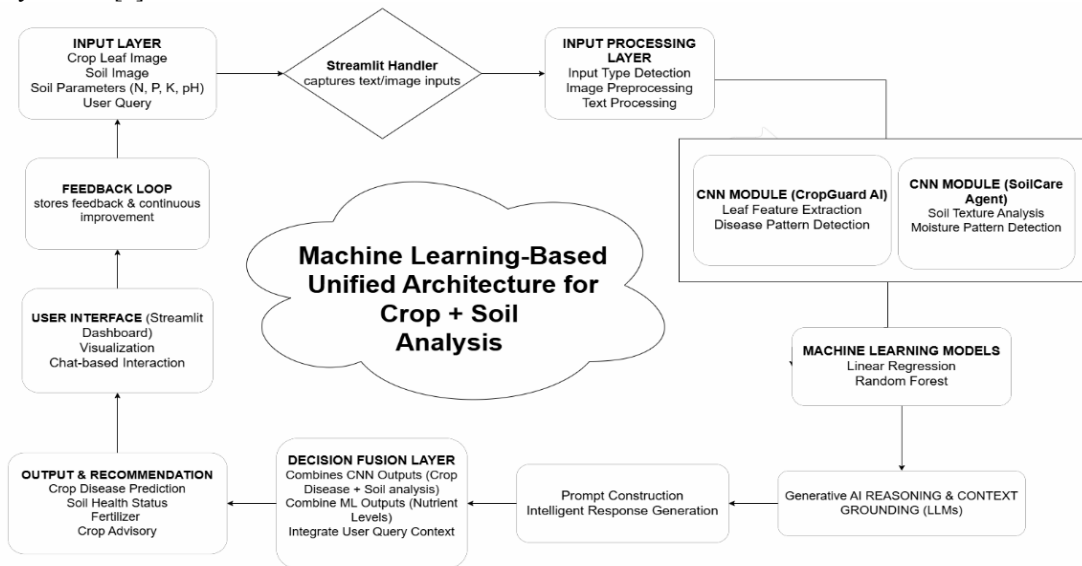 INPUT LAYER
Crop Leaf Image
Soil Image
Soil Parameters (N, P, K, pH)
User Query
Streamlit Handler
captures text/image inputs
INPUT PROCESSING
LAYER
Input Type Detection
Image Preprocessing
Text Processing
CNN MODULE (CropGuard AI)
Leaf Feature Extraction
Disease Pattern Detection
CNN MODULE (SoilCare
Agent)
Soil Texture Analysis
Moisture Pattern Detection
FEEDBACK LOOP
stores feedback & continuous
improvement
Machine Learning-Based
Unified Architecture for
Crop + Soil
Analysis
USER INTERFACE (Streamlit
Dashboard)
Visualization
Chat-based Interaction
MACHINE LEARNING MODELS
Linear Regression
Random Forest
OUTPUT & RECOMMENDATION
Crop Disease Prediction
Soil Health Status
Fertilizer
Crop Advisory
DECISION FUSION LAYER
Combines CNN Outputs (Crop
Disease + Soil analysis)
Combine ML Outputs (Nutrient
Levels)
Integrate User Query Context
Prompt Construction
Intelligent Response Generation
Generative AI REASONING & CONTEXT
GROUNDING (LLMs)